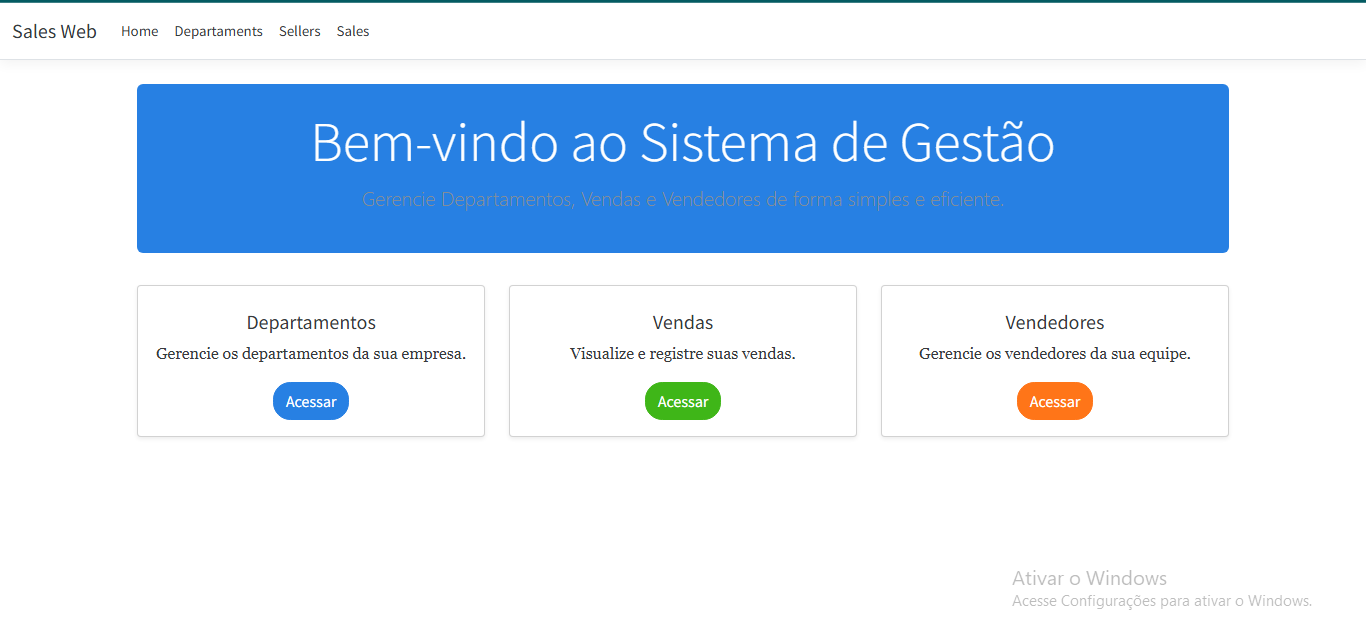 Sales Web Home Departaments Sellers Sales
Bem-vindo ao Sistema de Gestão
Gerencie Departamentos, Vendas e Vendedores de forma simples e eficiente.
Departamentos
Gerencie os departamentos da sua empresa.
Acessar
Vendas
Visualize e registre suas vendas.
Acessar
Vendedores
Gerencie os vendedores da sua equipe.
Acessar
Ativar o Windows
Acesse Configurações para ativar o Windows.